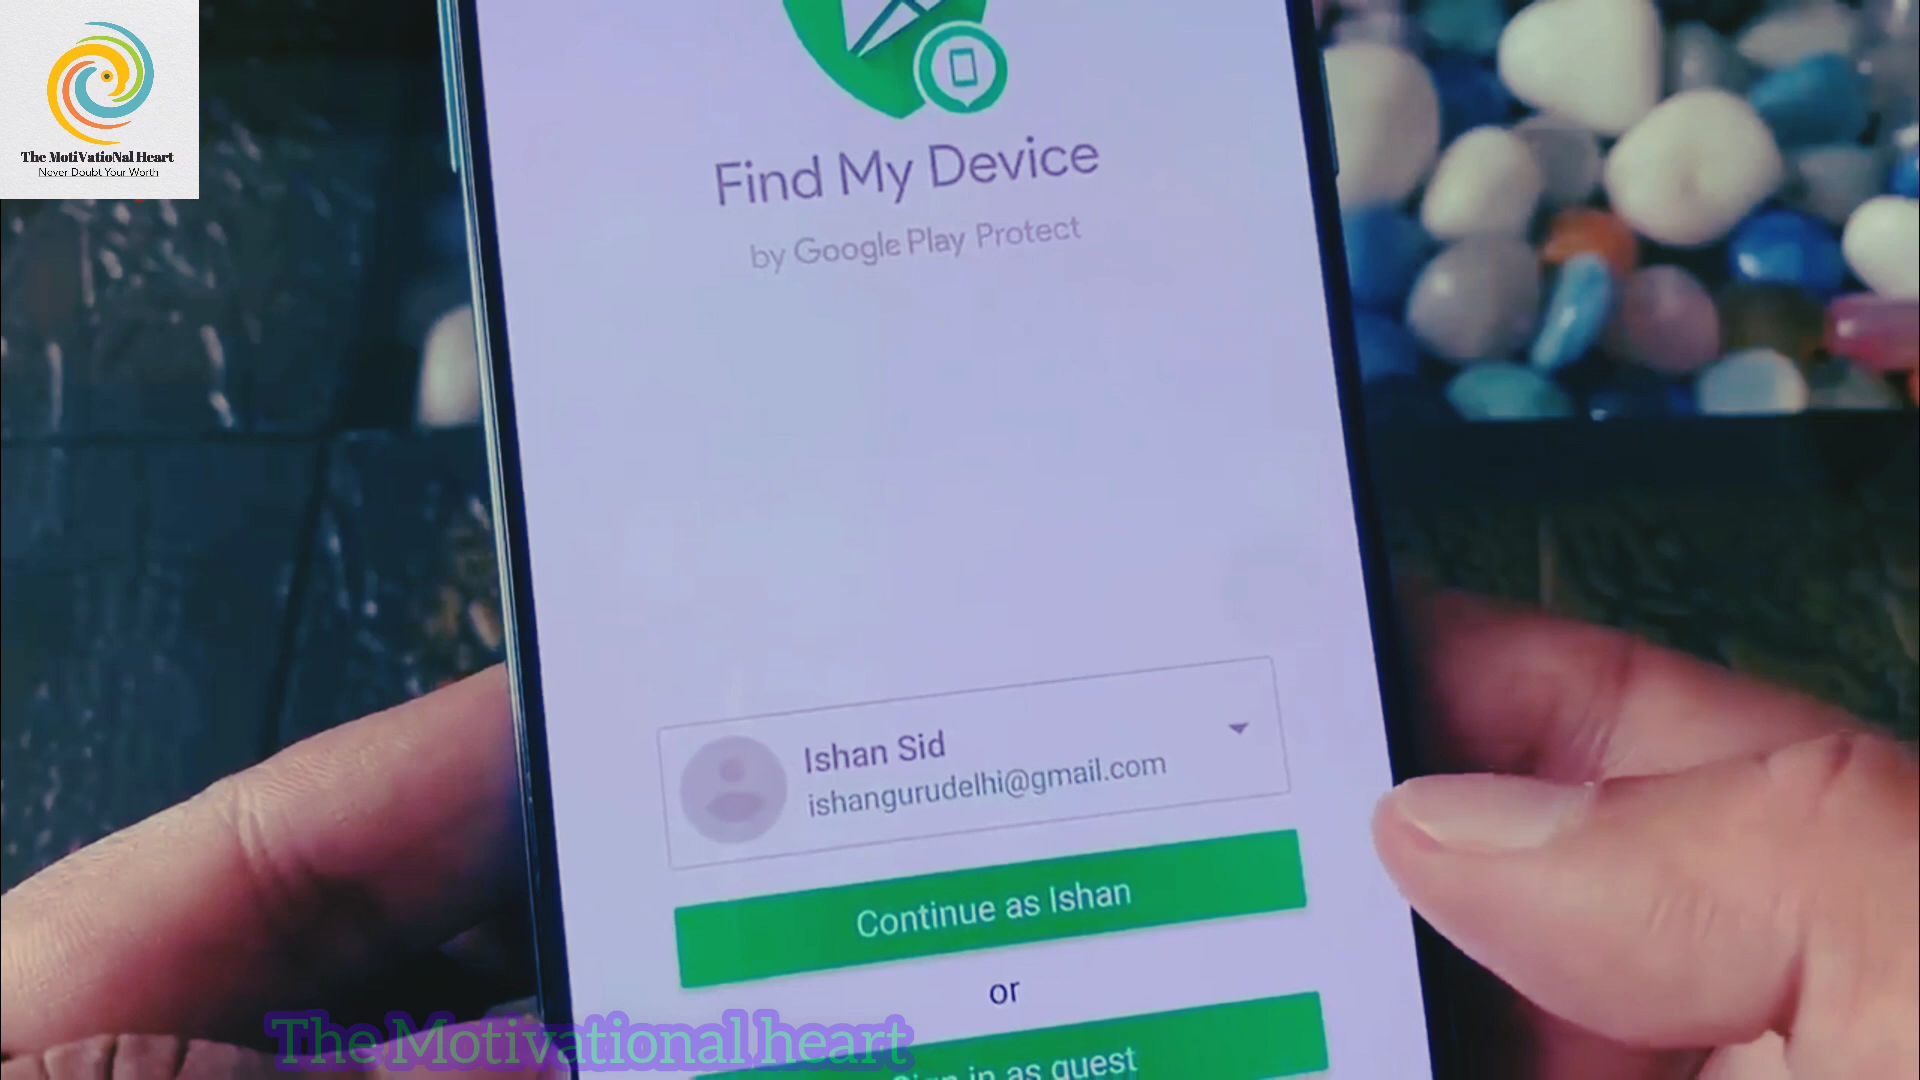 The MotiVatioNal Heart
Never Doubt Your Worth
Find My Device
by Google Play Protect
Ishan Sid
ishangurudelhi@gmail.com
Continue as Ishan
or
Sign in as guest
The Motivational heart